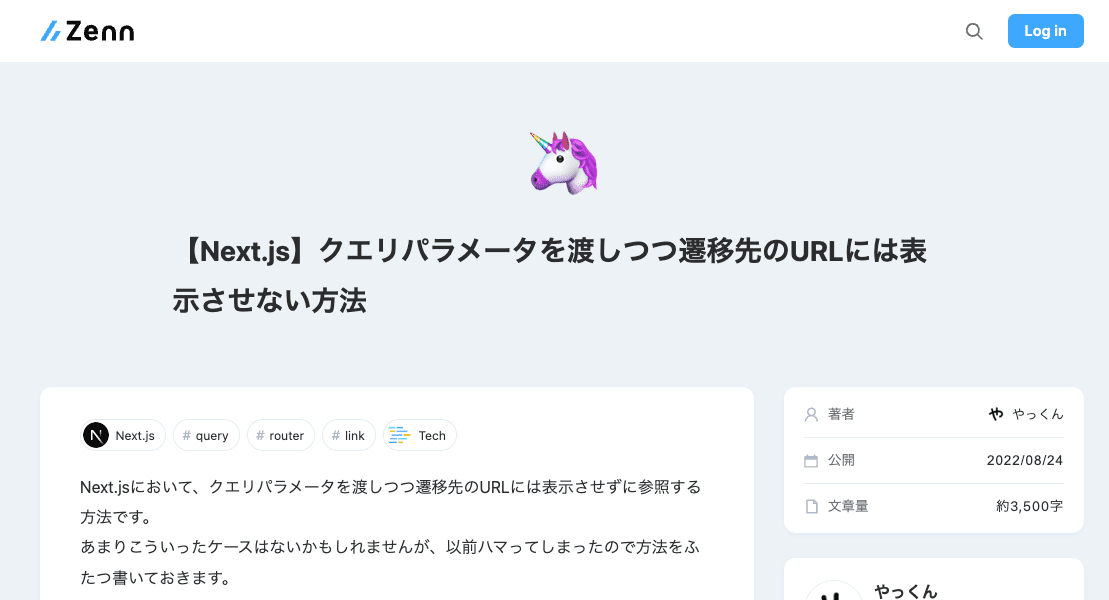 Zenn
Log in
【Next.js】クエリパラメータを渡しつつ遷移先のURLには表
示させない方法
Next.js
# query
# router
# link
Tech
Next.jsにおいて、クエリパラメータを渡しつつ遷移先のURLには表示させずに参照する
方法です。
あまりこういったケースはないかもしれませんが、以前ハマってしまったので方法をふ
たつ書いておきます。
著者 や やっくん
公開 2022/08/24
文章量 約3,500字
やっくん